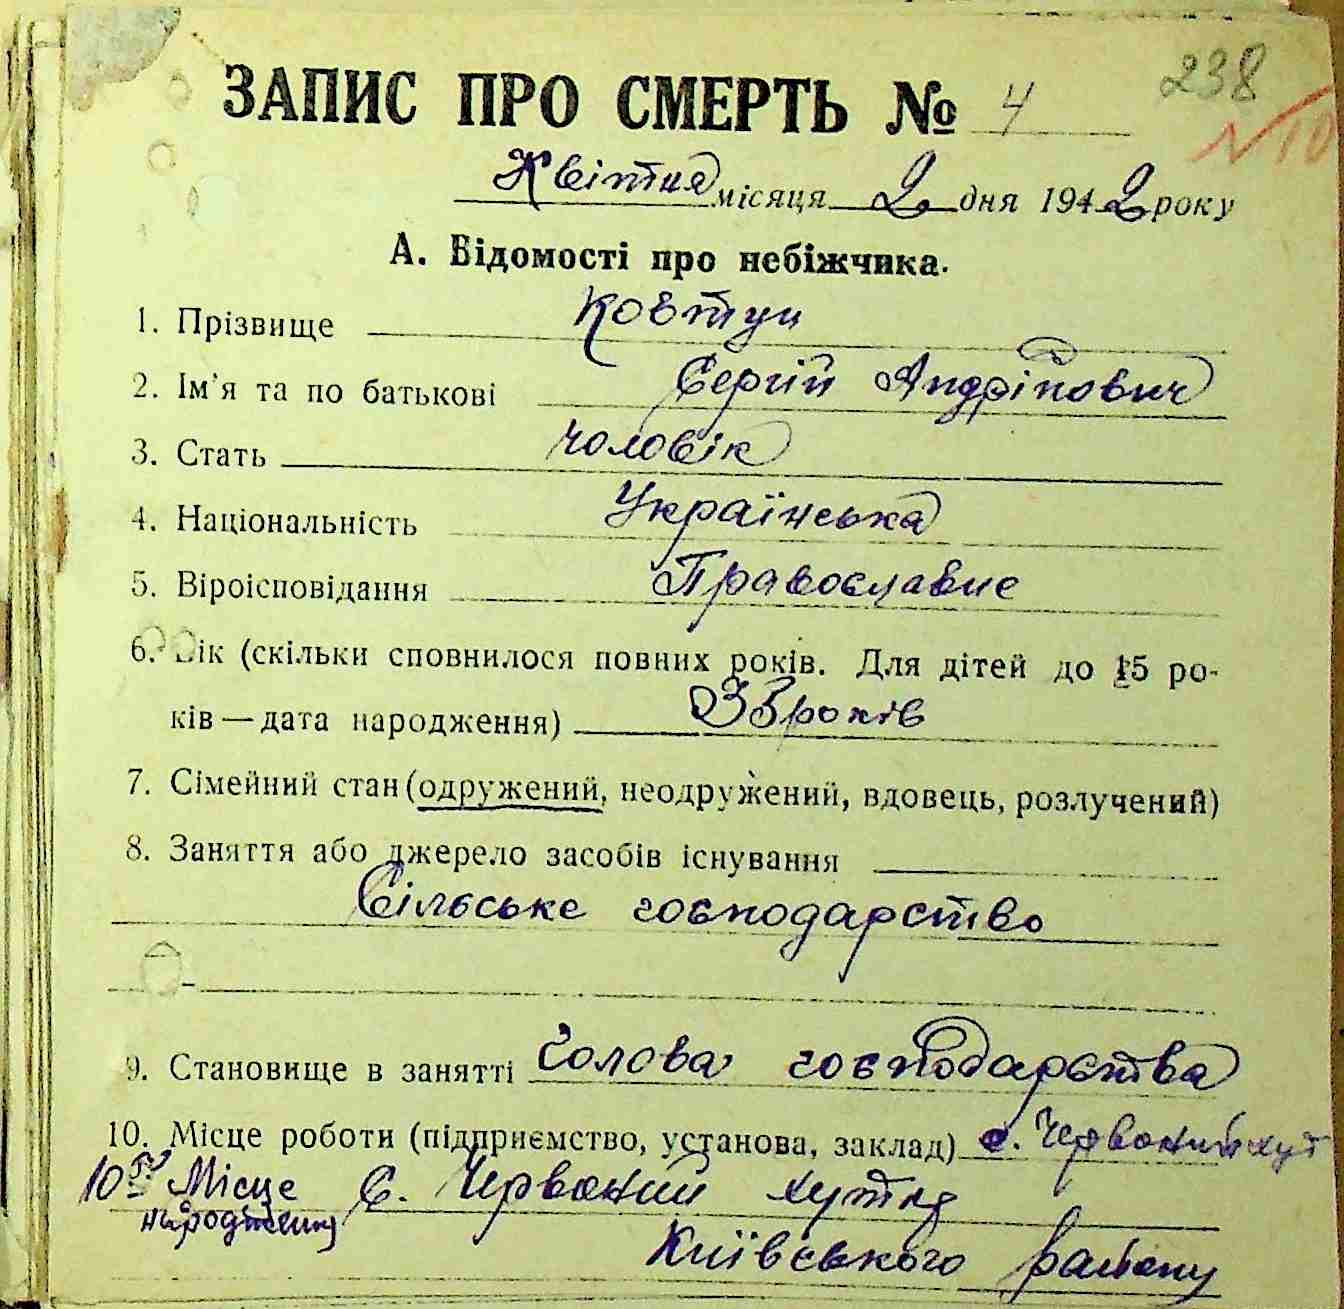 238
ЗАПИС ПРО СМЕРТЬ № 4
N 10
Квітня місяця 2 дня 1942 року
А. Відомості про небіжчика.
1. Прізвище Ковтун
2. Ім'я та по батькові Сергій Андрійович
3. Стать чоловік
4. Національність Українська
5. Віроісповідання Православне
6. Вік (скільки сповнилося повних років. Для дітей до 15 ро-
ків — дата народження) 33 років
7. Сімейний стан (одружений, неодружений, вдовець, розлучений)
8. Заняття або джерело засобів існування
Сільське господарство
9. Становище в занятті Голова господарства
10. Місце роботи (підприємство, установа, заклад) с. Червоний хут
10а. Місце народження С. Червоний хутір
Київського району